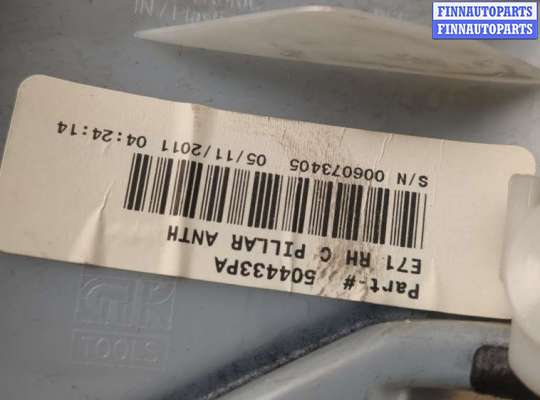 FINNAUTOPARTS
FINNAUTOPARTS
Part-# 504433PA
E71 RH C PILLAR ANTH
S/N 006073405 05/11/2011 04:24:14
TOOLS